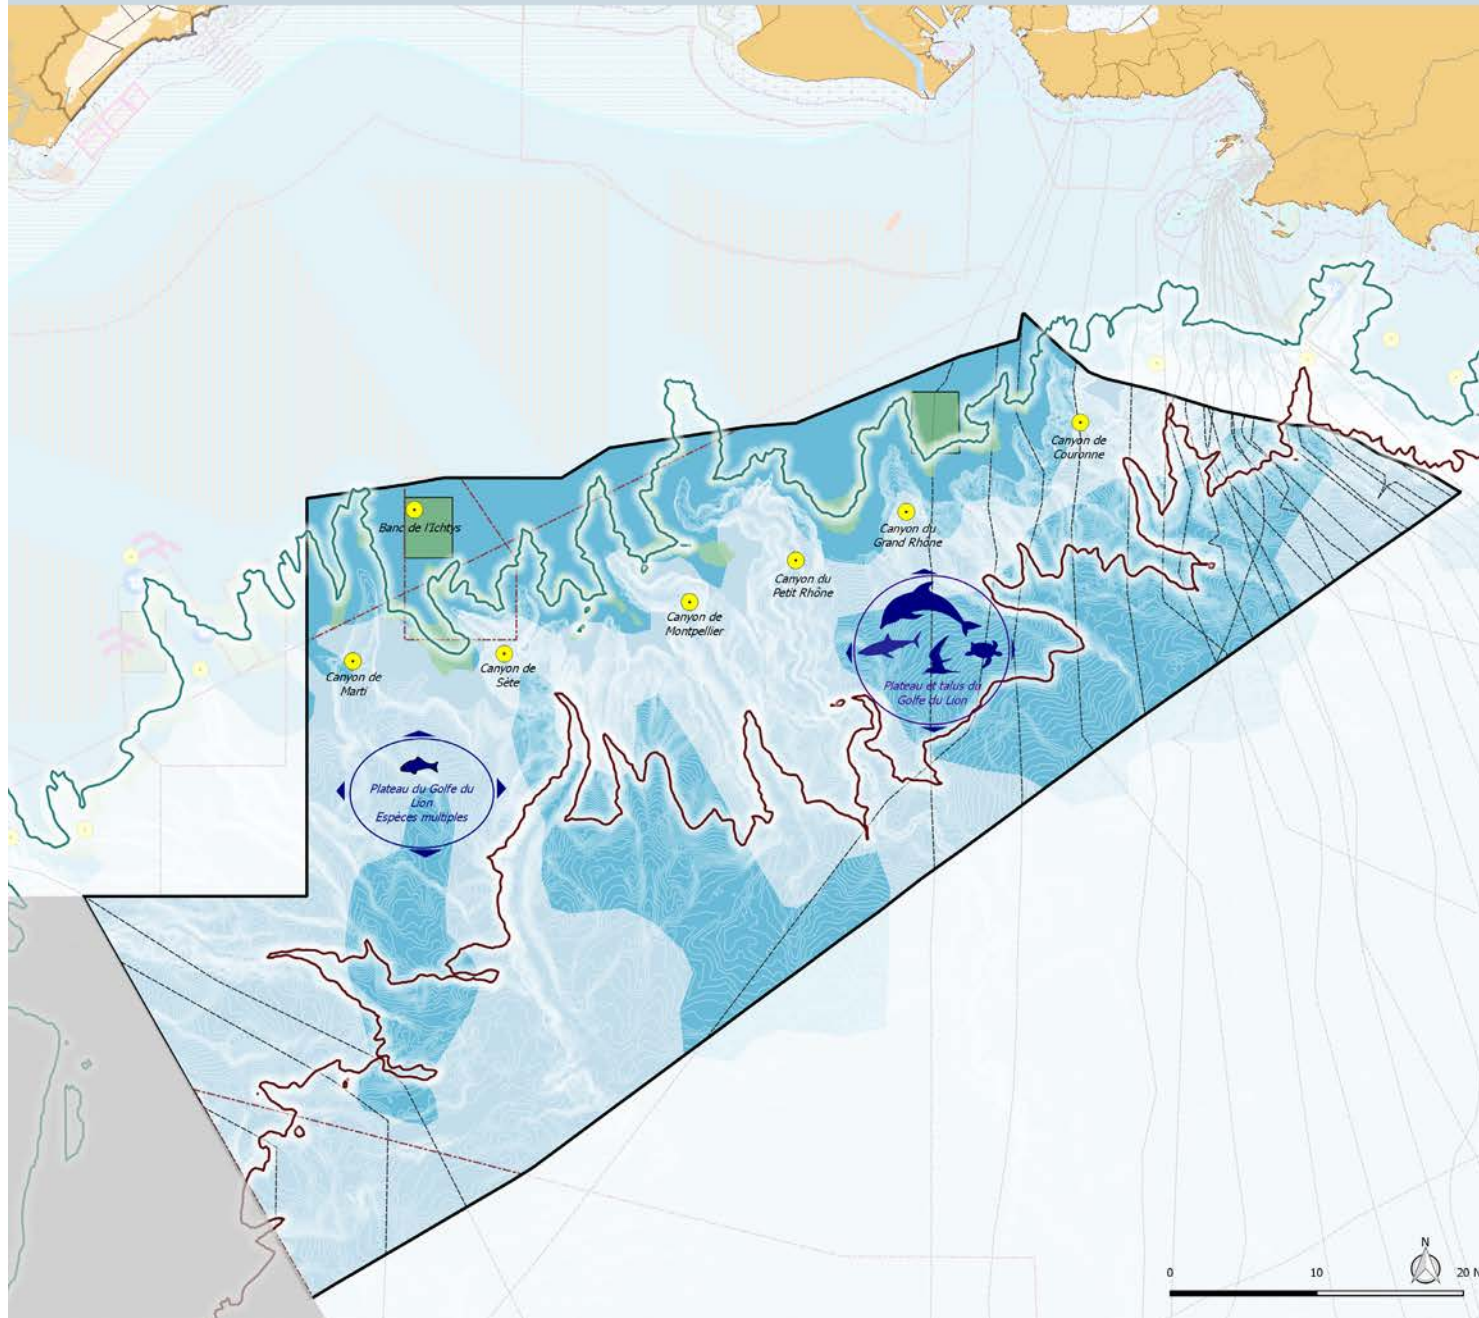 Canyon de
Couronne
Banc de l'Ichtys
Canyon du
Grand Rhône
Canyon du
Petit Rhône
Canyon de
Montpellier
Canyon de
Sète
Canyon de
Marti
Plateau et talus du
Golfe du Lion
Plateau du Golfe du
Lion
Espèces multiples
N
0 10 20 N